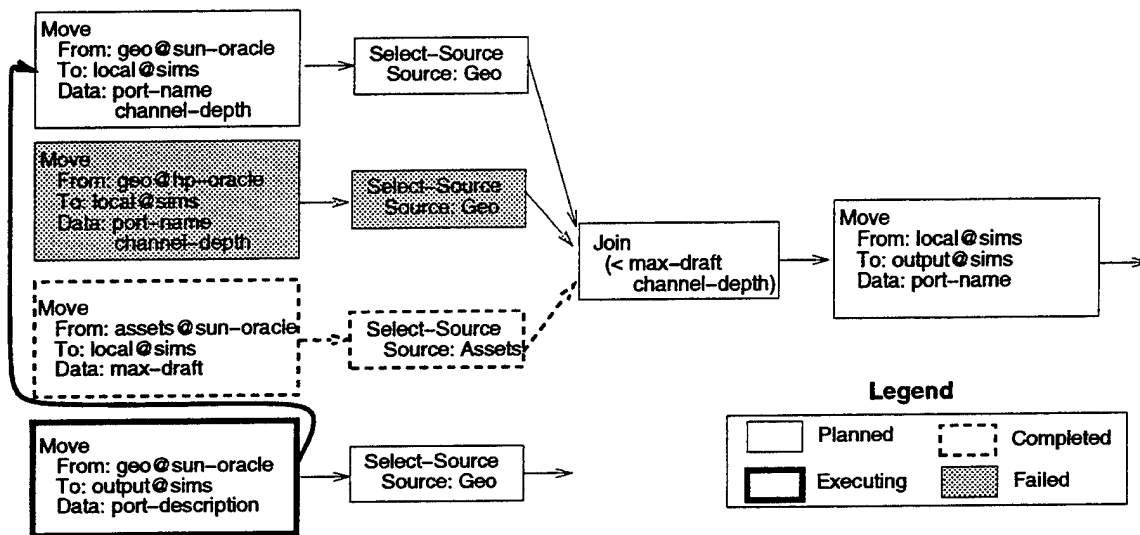 Move
From: geo@sun-oracle
To: local@sims
Data: port-name
channel-depth
Select-Source
Source: Geo
Move
From: geo@hp-oracle
To: local@sims
Data: port-name
channel-depth
Select-Source
Source: Geo
Join
(< max-draft
channel-depth)
Move
From: local@sims
To: output@sims
Data: port-name
Move
From: assets@sun-oracle
To: local@sims
Data: max-draft
Select-Source
Source: Assets
Move
From: geo@sun-oracle
To: output@sims
Data: port-description
Select-Source
Source: Geo
Legend
Planned
Completed
Executing
Failed